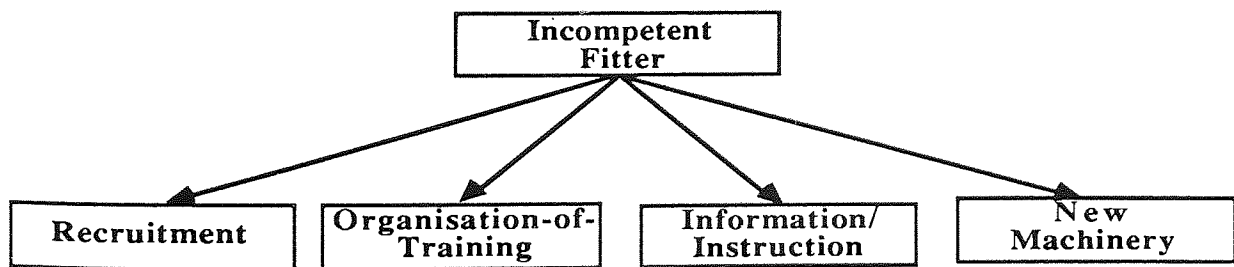 Incompetent
Fitter
Recruitment
Organisation-of-
Training
Information/
Instruction
New
Machinery